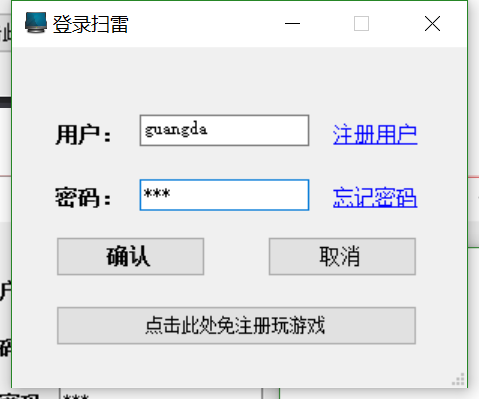 登录扫雷
用户： guangda 注册用户
密码： *** 忘记密码
确认 取消
点击此处免注册玩游戏
***